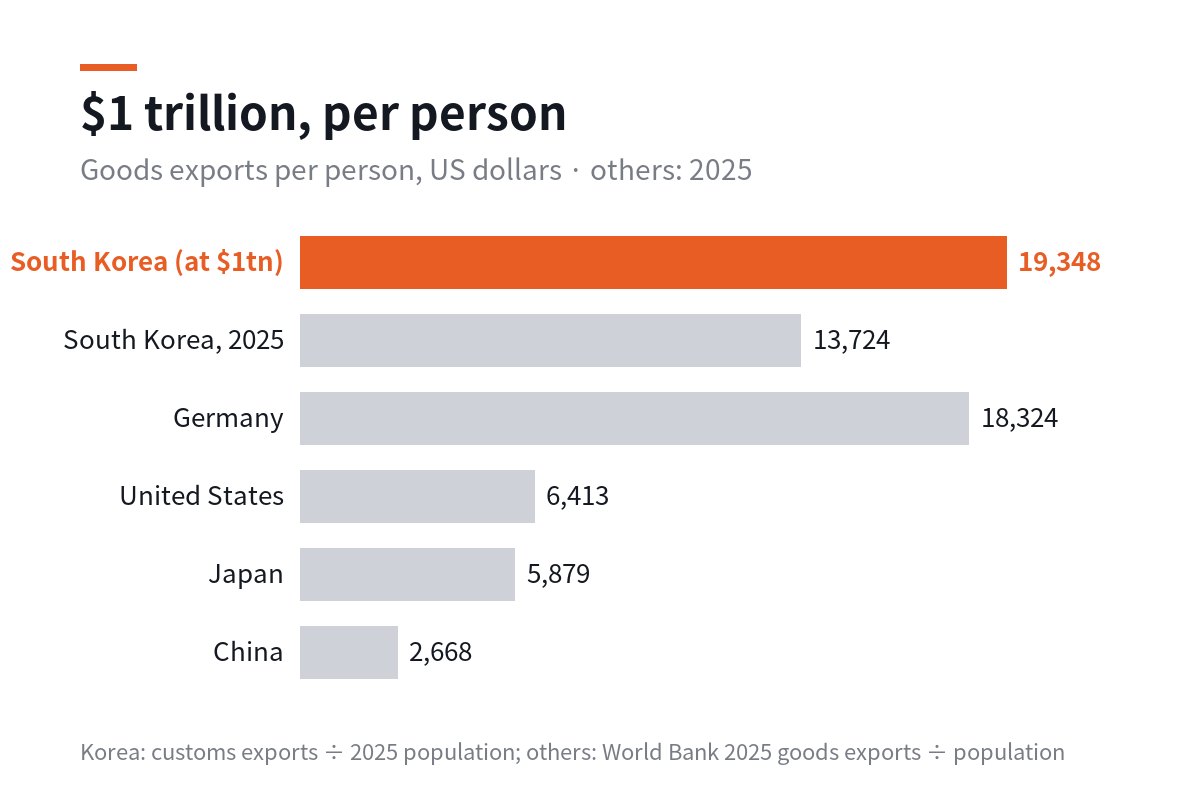 $1 trillion, per person
Goods exports per person, US dollars · others: 2025
South Korea (at $1tn) 19,348
South Korea, 2025 13,724
Germany 18,324
United States 6,413
Japan 5,879
China 2,668
Korea: customs exports ÷ 2025 population; others: World Bank 2025 goods exports ÷ population